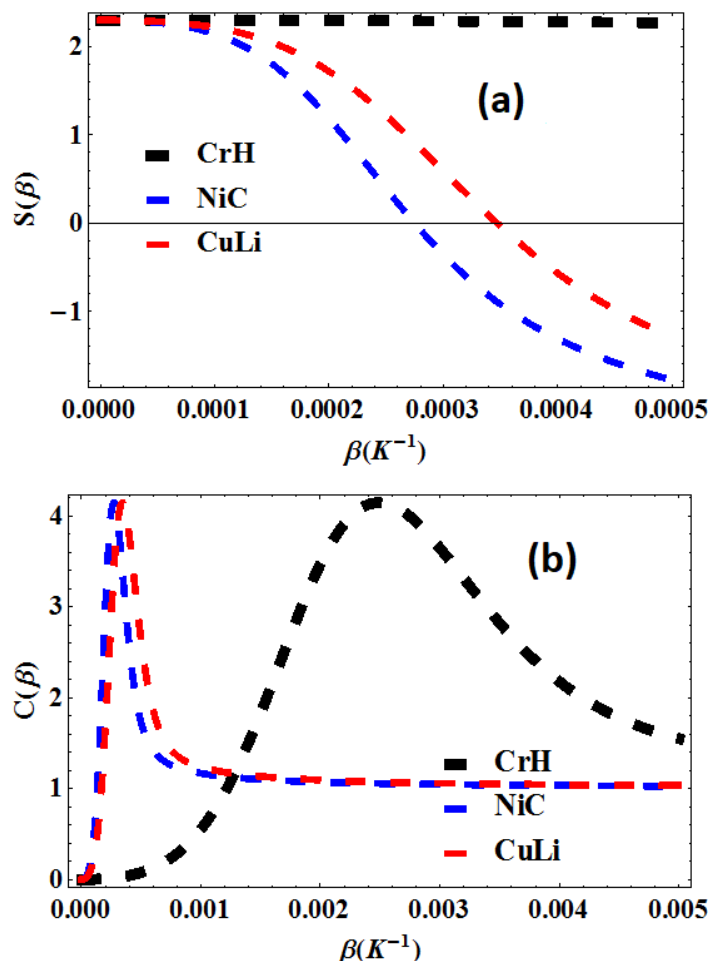 2
1
0
−1
S(β)
(a)
CrH
NiC
CuLi
0.0000 0.0001 0.0002 0.0003 0.0004 0.0005
β(K⁻¹)
4
3
2
1
0
C(β)
(b)
CrH
NiC
CuLi
0.000 0.001 0.002 0.003 0.004 0.005
β(K⁻¹)